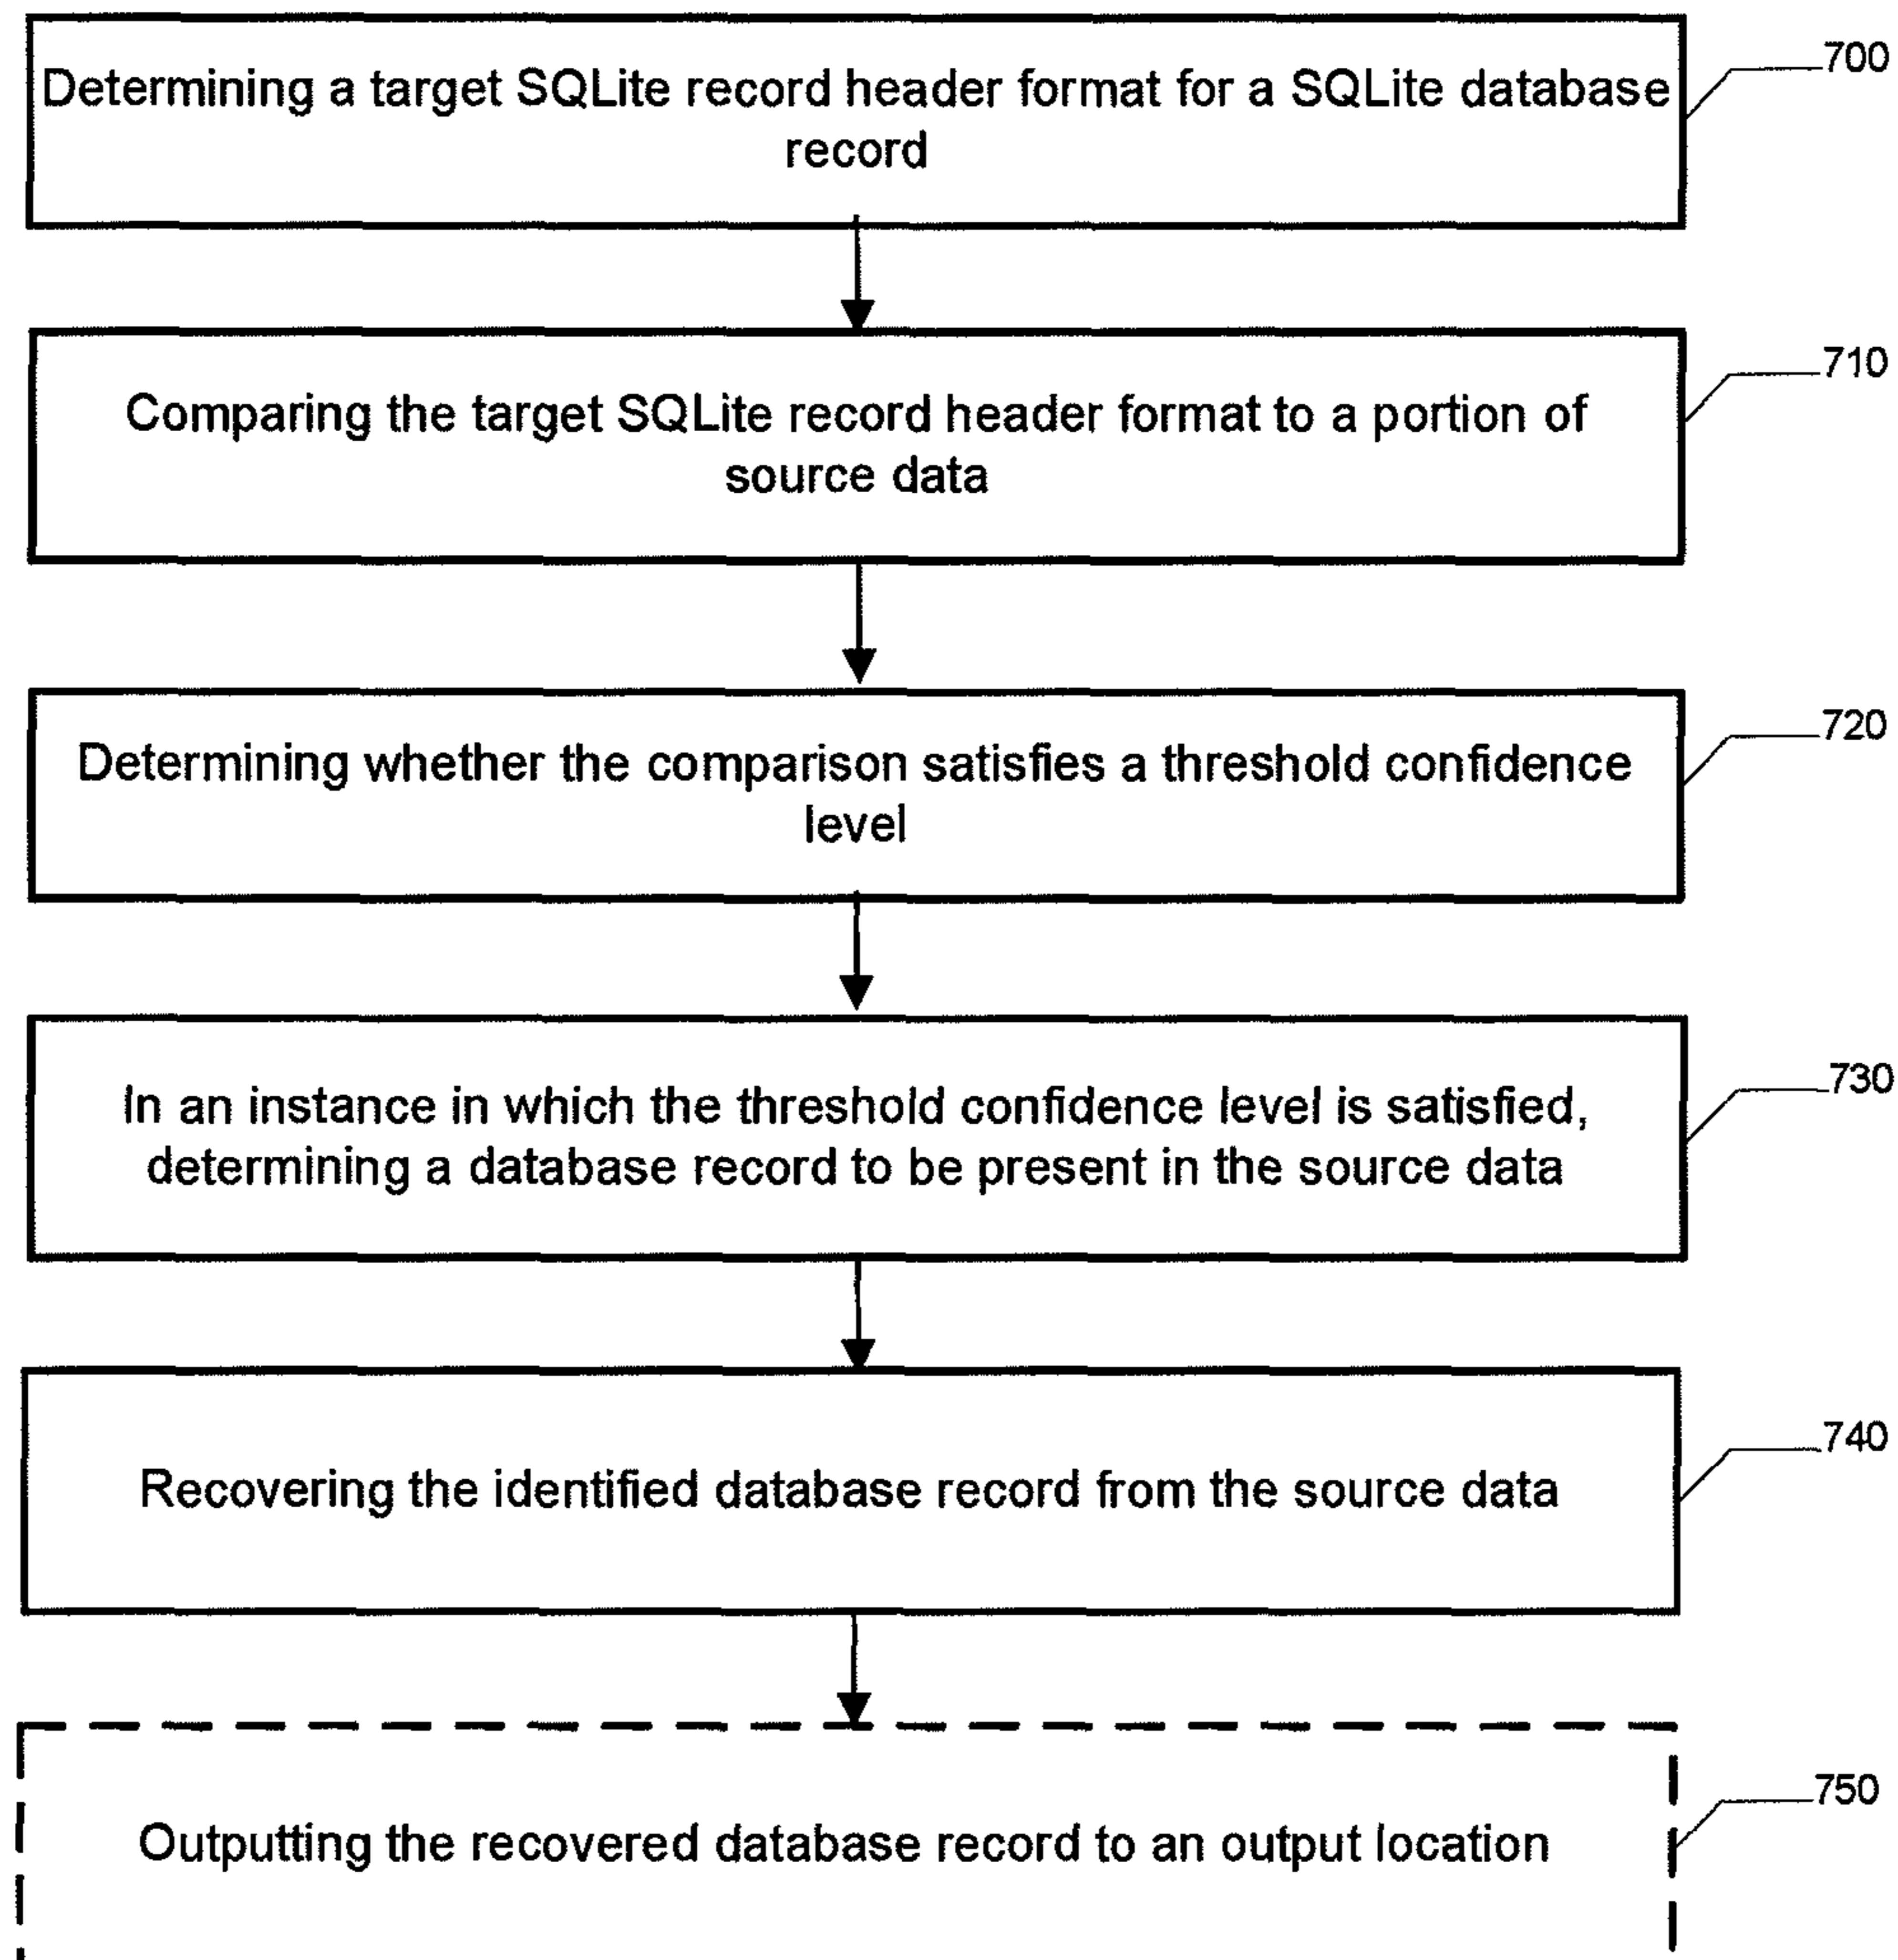 Determining a target SQLite record header format for a SQLite database
record
700
Comparing the target SQLite record header format to a portion of
source data
710
Determining whether the comparison satisfies a threshold confidence
level
720
In an instance in which the threshold confidence level is satisfied,
determining a database record to be present in the source data
730
Recovering the identified database record from the source data
740
Outputting the recovered database record to an output location
750